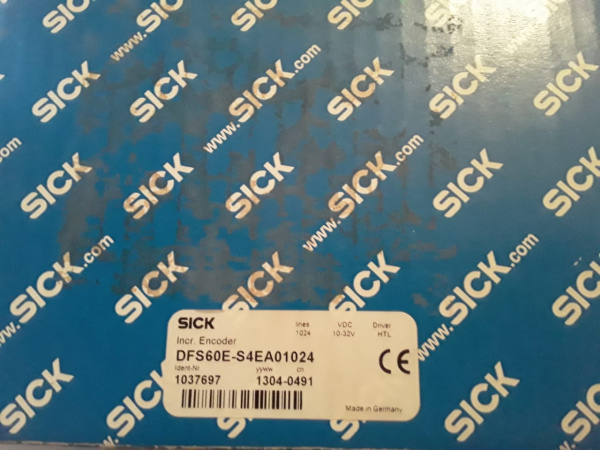 www.SICK.com
SICK
SICK
lines VDC Driver
1024 10-32V HTL
Incr. Encoder
DFS60E-S4EA01024
Ident-Nr. yyww cn
1037697 1304-0491
CE
Made in Germany